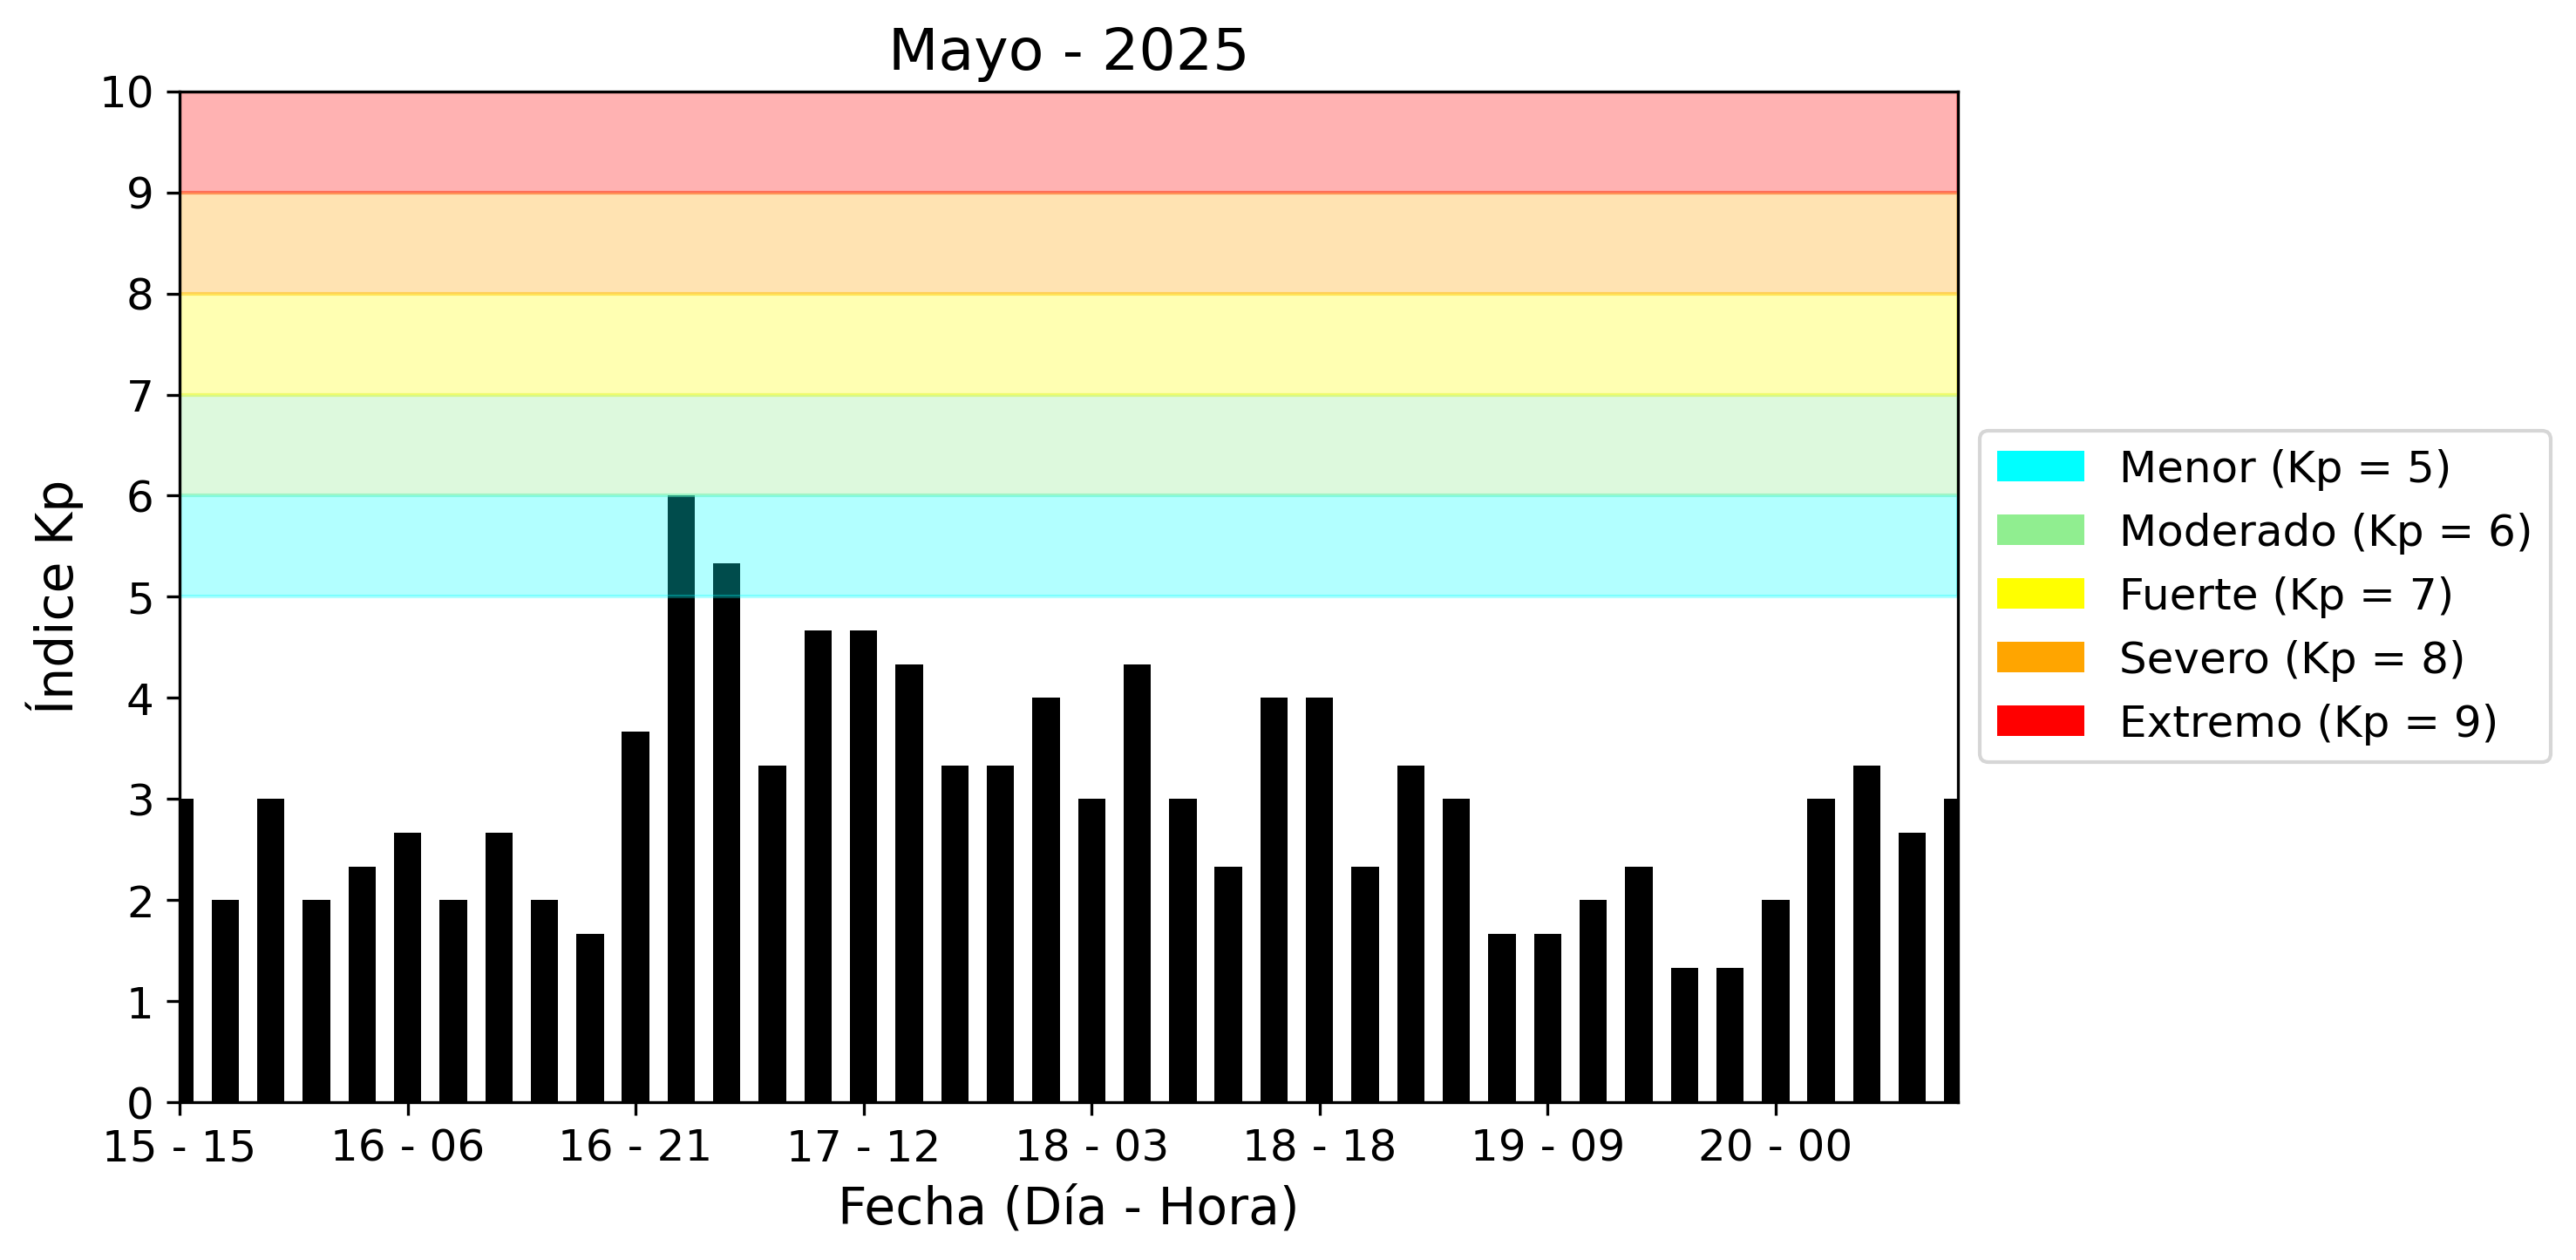 Mayo - 2025
10
9
8
7
6
5
4
3
2
1
0
Índice Kp
15 - 15
16 - 06
16 - 21
17 - 12
18 - 03
18 - 18
19 - 09
20 - 00
Fecha (Día - Hora)
Menor (Kp = 5)
Moderado (Kp = 6)
Fuerte (Kp = 7)
Severo (Kp = 8)
Extremo (Kp = 9)